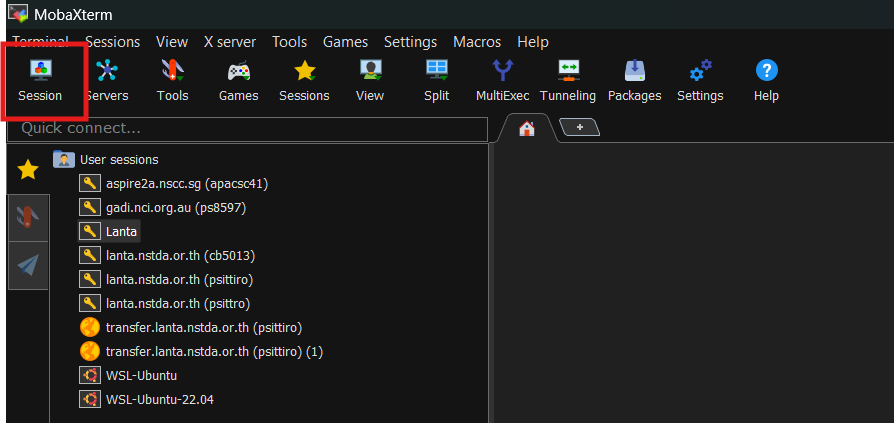 MobaXterm
Terminal Sessions View X server Tools Games Settings Macros Help
Session Servers Tools Games Sessions View Split MultiExec Tunneling Packages Settings Help
Quick connect...
User sessions
aspire2a.nscc.sg (apacsc41)
gadi.nci.org.au (ps8597)
Lanta
lanta.nstda.or.th (cb5013)
lanta.nstda.or.th (psittiro)
lanta.nstda.or.th (psittro)
transfer.lanta.nstda.or.th (psittiro)
transfer.lanta.nstda.or.th (psittiro) (1)
WSL-Ubuntu
WSL-Ubuntu-22.04